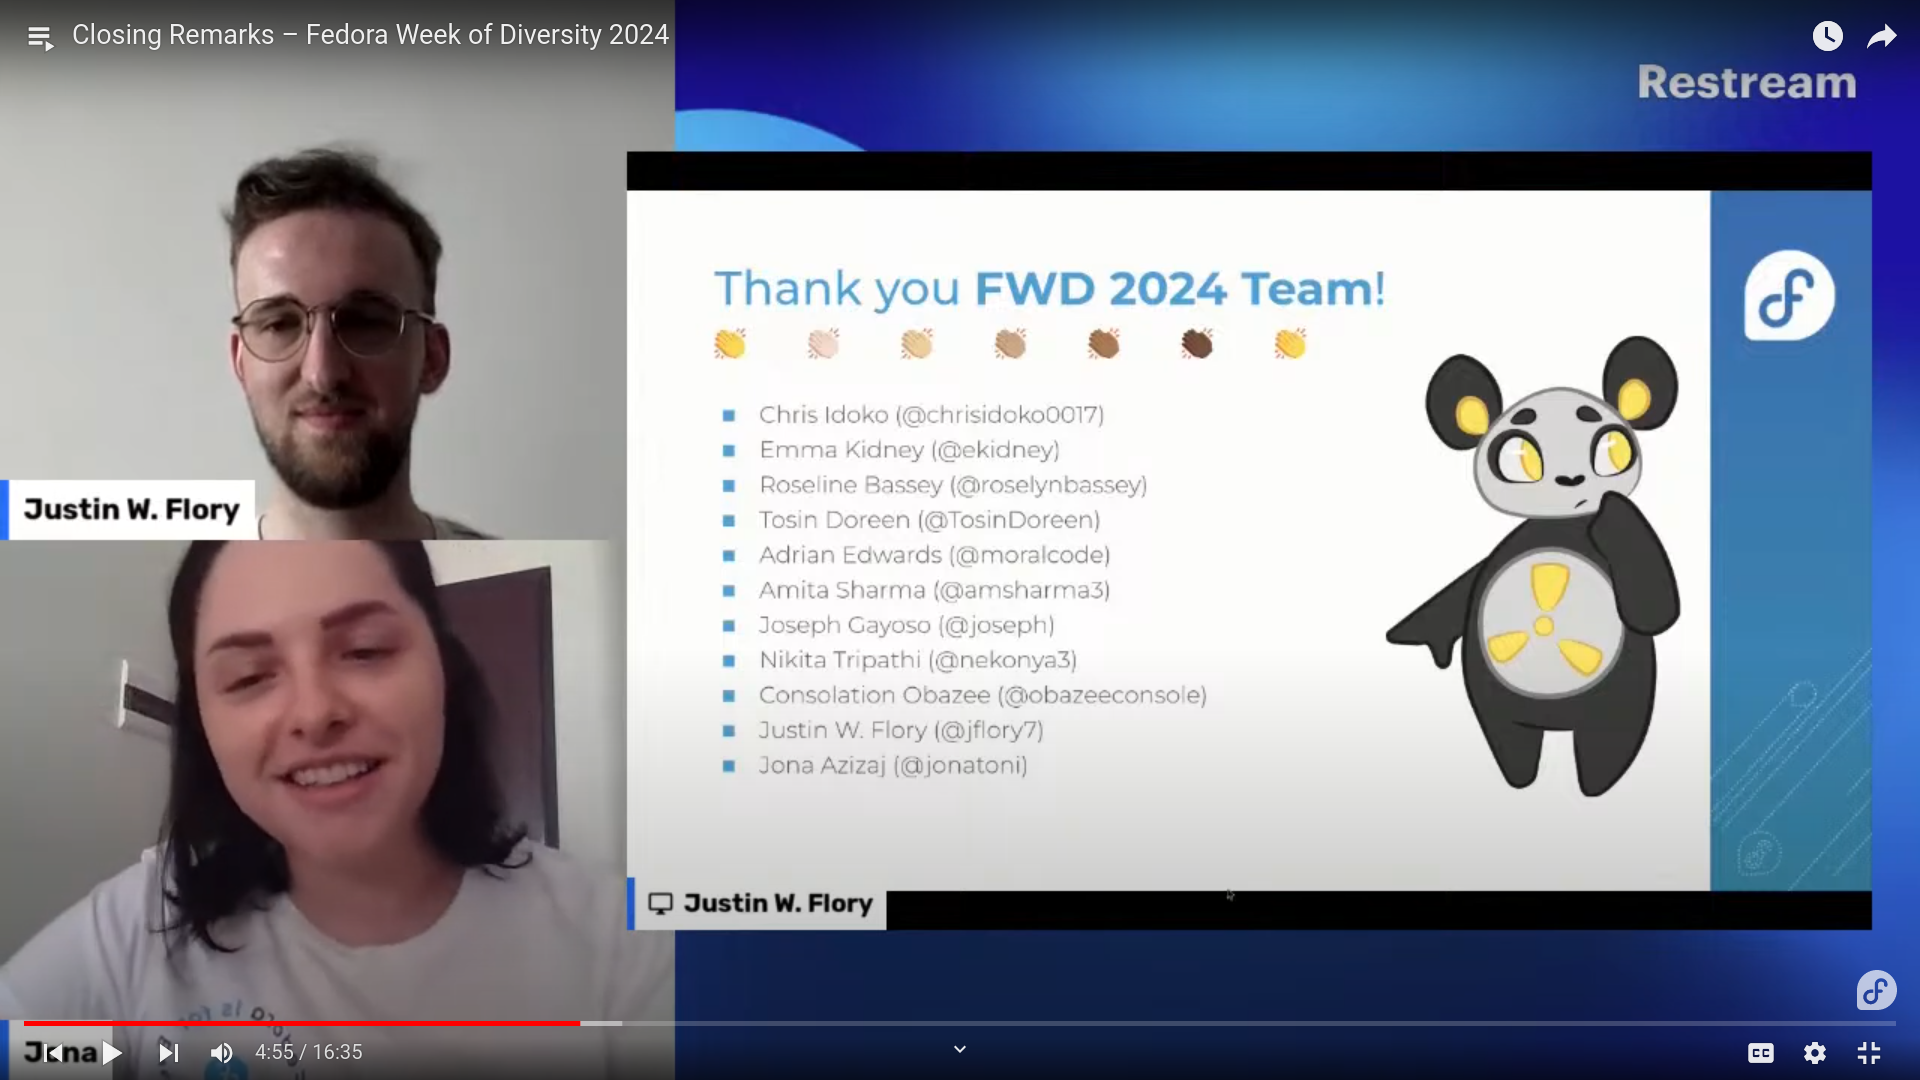 Closing Remarks – Fedora Week of Diversity 2024
Restream
Thank you FWD 2024 Team!
Chris Idoko (@chrisidoko0017)
Emma Kidney (@ekidney)
Roseline Bassey (@roselynbassey)
Tosin Doreen (@TosinDoreen)
Adrian Edwards (@moralcode)
Amita Sharma (@amsharma3)
Joseph Gayoso (@joseph)
Nikita Tripathi (@nekonya3)
Consolation Obazee (@obazeeconsole)
Justin W. Flory (@jflory7)
Jona Azizaj (@jonatoni)
Justin W. Flory
Justin W. Flory
Jona
4:55 / 16:35
CC